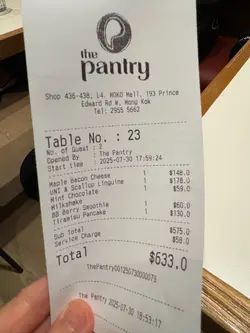 the
pantry
Shop 436-438, L4, MOKO Mall, 193 Prince
Edward Rd W, Mong Kok
Tel: 2955 5662
Table No. : 23
No. of Guest : 2
Opened By : The Pantry
Start time : 2025-07-30 17:59:24
Maple Bacon Cheese 1 $148.0
UNI & Scallop Linguine 1 $178.0
Mint Chocolate 1 $59.0
Milkshake
BB Berry Smoothie 1 $60.0
Tiramisu Pancake 1 $130.0
Sub Total $575.0
Service Charge $58.0
Total $633.0
thePantry001250730000073
the Pantry 2025-07-30 18:53:17